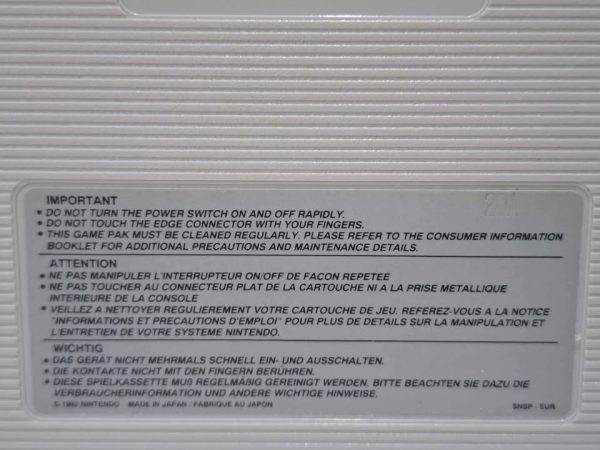 IMPORTANT
• DO NOT TURN THE POWER SWITCH ON AND OFF RAPIDLY.
• DO NOT TOUCH THE EDGE CONNECTOR WITH YOUR FINGERS.
• THIS GAME PAK MUST BE CLEANED REGULARLY. PLEASE REFER TO THE CONSUMER INFORMATION
BOOKLET FOR ADDITIONAL PRECAUTIONS AND MAINTENANCE DETAILS.
ATTENTION
• NE PAS MANIPULER L'INTERRUPTEUR ON/OFF DE FACON REPETEE
• NE PAS TOUCHER AU CONNECTEUR PLAT DE LA CARTOUCHE NI A LA PRISE METALLIQUE
INTERIEURE DE LA CONSOLE
• VEILLEZ A NETTOYER REGULIEREMENT VOTRE CARTOUCHE DE JEU. REFEREZ-VOUS A LA NOTICE
"INFORMATIONS ET PRECAUTIONS D'EMPLOI" POUR PLUS DE DETAILS SUR LA MANIPULATION ET
L'ENTRETIEN DE VOTRE SYSTEME NINTENDO.
WICHTIG
• DAS GERÄT NICHT MEHRMALS SCHNELL EIN- UND AUSSCHALTEN.
• DIE KONTAKTE NICHT MIT DEN FINGERN BERÜHREN.
• DIESE SPIELKASSETTE MUß REGELMÄßIG GEREINIGT WERDEN. BITTE BEACHTEN SIE DAZU DIE
VERBRAUCHERINFORMATION UND ANDERE WICHTIGE HINWEISE.
© 1992 NINTENDO MADE IN JAPAN / FABRIQUE AU JAPON SNSP - EUR